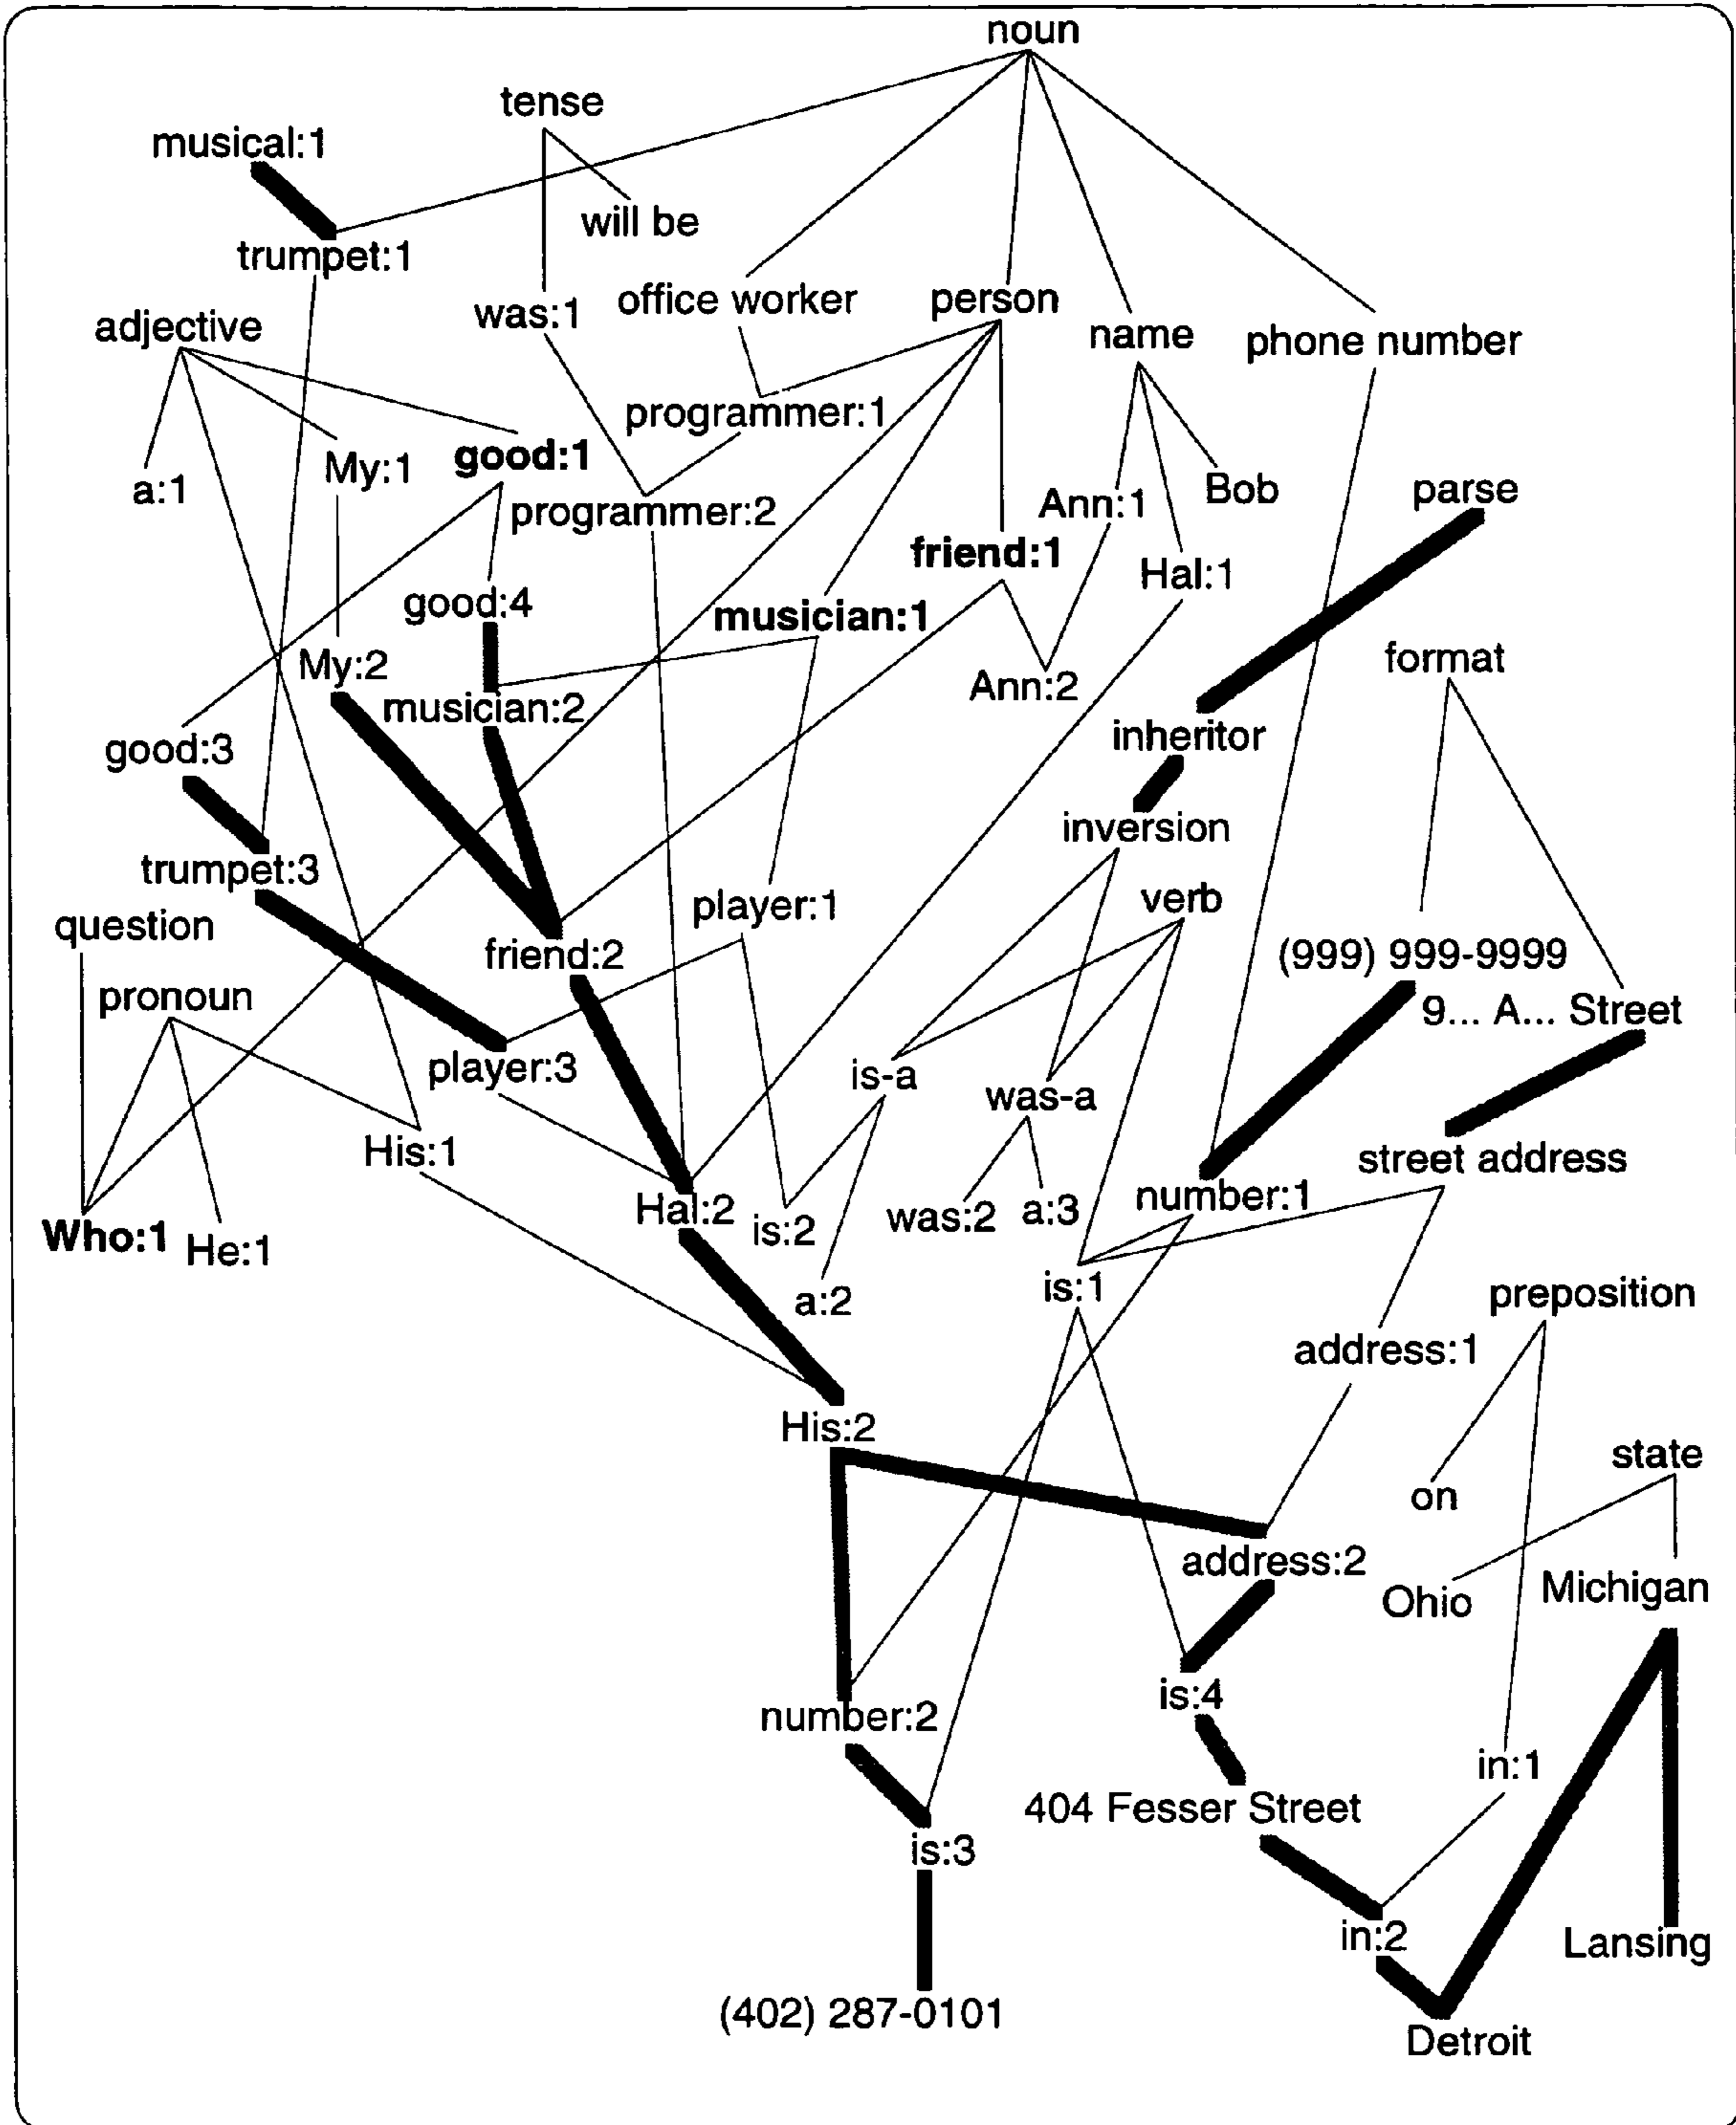 noun
tense
musical:1
will be
trumpet:1
was:1
office worker
person
adjective
name
phone number
programmer:1
My:1
good:1
a:1
programmer:2
Ann:1
Bob
parse
friend:1
Hal:1
good:4
musician:1
My:2
musician:2
Ann:2
format
good:3
inheritor
inversion
trumpet:3
player:1
verb
question
friend:2
(999) 999-9999
pronoun
9... A... Street
player:3
is-a
was-a
His:1
street address
Who:1
He:1
Hal:2
is:2
was:2
a:3
number:1
a:2
is:1
preposition
address:1
His:2
state
on
address:2
Ohio
Michigan
is:4
number:2
in:1
404 Fesser Street
is:3
in:2
Lansing
(402) 287-0101
Detroit